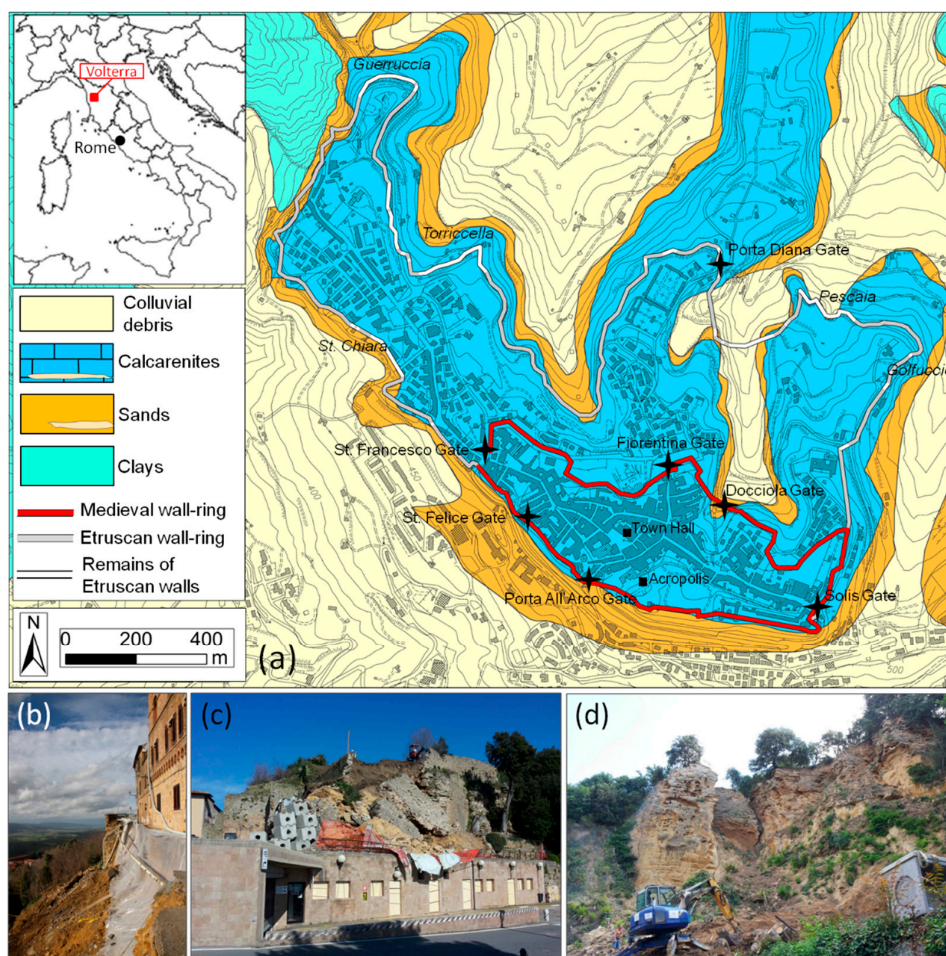 Volterra
Rome
Colluvial
debris
Calcarenites
Sands
Clays
Medieval wall-ring
Etruscan wall-ring
Remains of
Etruscan walls
N
0 200 400
m
(a)
Guerruccia
Torriccella
Porta Diana Gate
Pescaia
Golfuccio
St. Chiara
St. Francesco Gate
Fiorentina Gate
Docciola Gate
St. Felice Gate
Town Hall
Acropolis
Porta All'Arco Gate
Solis Gate
400
450
500
(b)
(c)
(d)